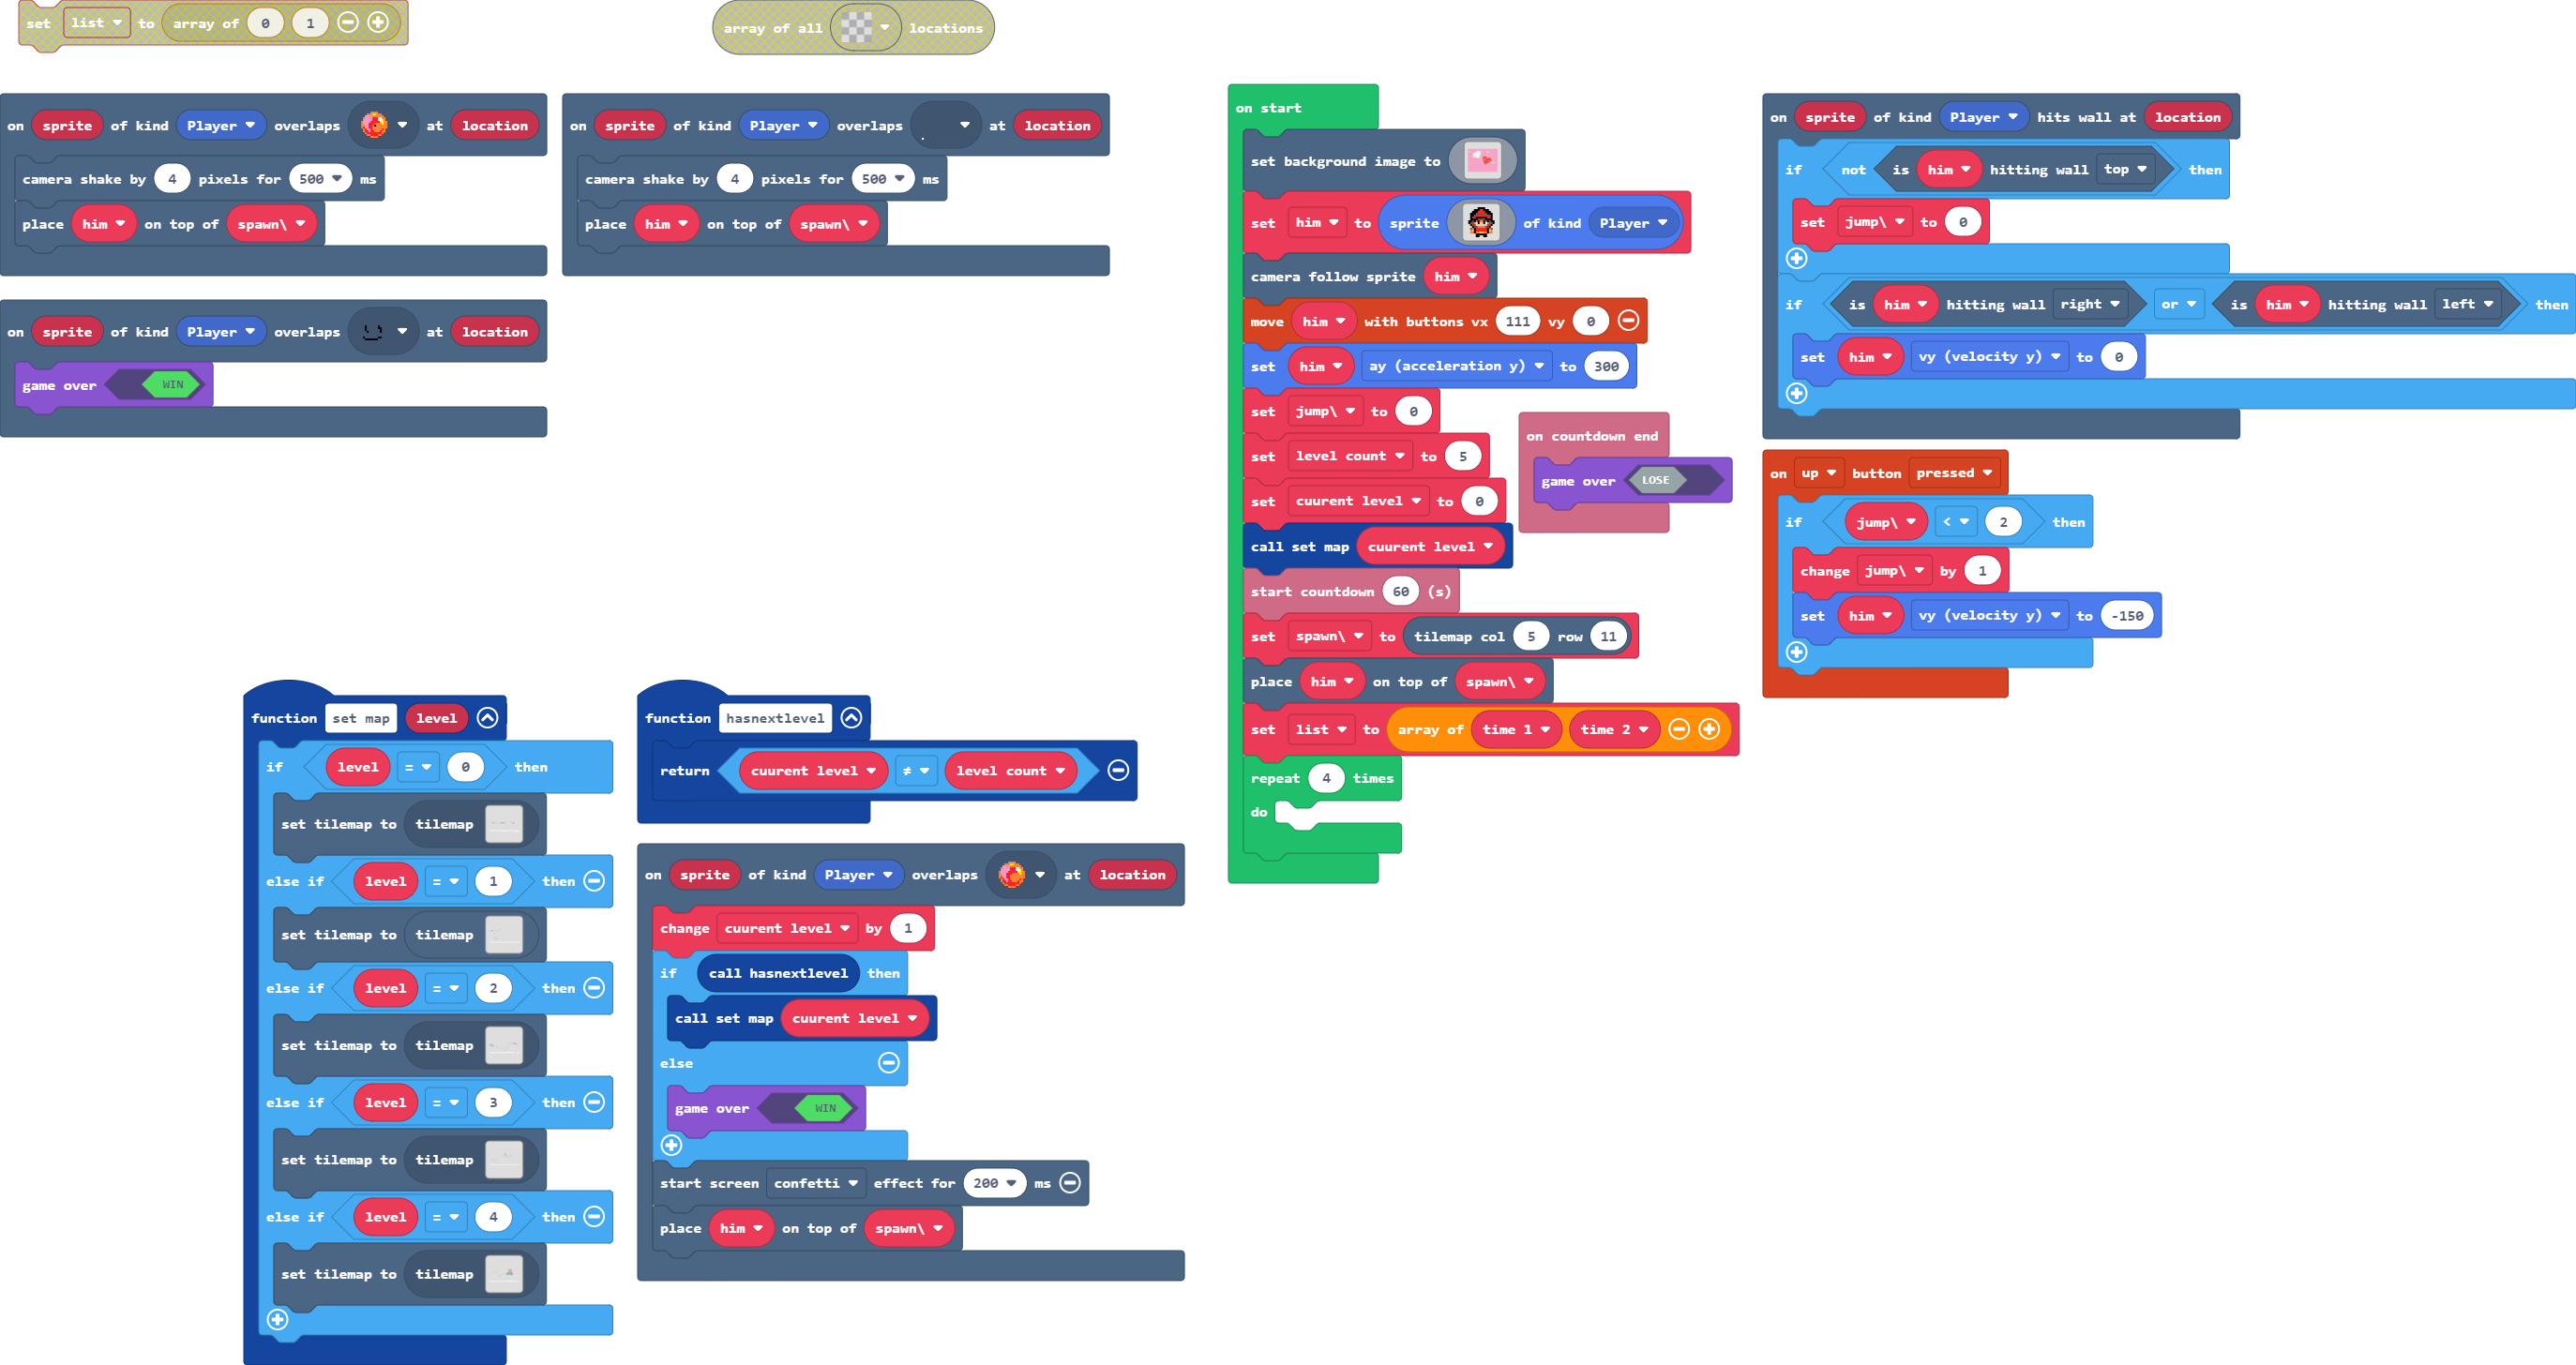 set list to array of 0 1
array of all locations
on sprite of kind Player overlaps at location
camera shake by 4 pixels for 500 ms
place him on top of spawn\
on sprite of kind Player overlaps at location
camera shake by 4 pixels for 500 ms
place him on top of spawn\
on sprite of kind Player overlaps at location
game over WIN
on start
set background image to
set him to sprite of kind Player
camera follow sprite him
move him with buttons vx 111 vy 0
set him ay (acceleration y) to 300
set jump\ to 0
set level count to 5
set cuurent level to 0
call set map cuurent level
start countdown 60 (s)
set spawn\ to tilemap col 5 row 11
place him on top of spawn\
set list to array of time 1 time 2
repeat 4 times
do
on countdown end
game over LOSE
on sprite of kind Player hits wall at location
if not is him hitting wall top then
set jump\ to 0
if is him hitting wall right or is him hitting wall left then
set him vy (velocity y) to 0
on up button pressed
if jump\ < 2 then
change jump\ by 1
set him vy (velocity y) to -150
function set map level
if level = 0 then
set tilemap to tilemap
else if level = 1 then
set tilemap to tilemap
else if level = 2 then
set tilemap to tilemap
else if level = 3 then
set tilemap to tilemap
else if level = 4 then
set tilemap to tilemap
function hasnextlevel
return cuurent level ≠ level count
on sprite of kind Player overlaps at location
change cuurent level by 1
if call hasnextlevel then
call set map cuurent level
else
game over WIN
start screen confetti effect for 200 ms
place him on top of spawn\